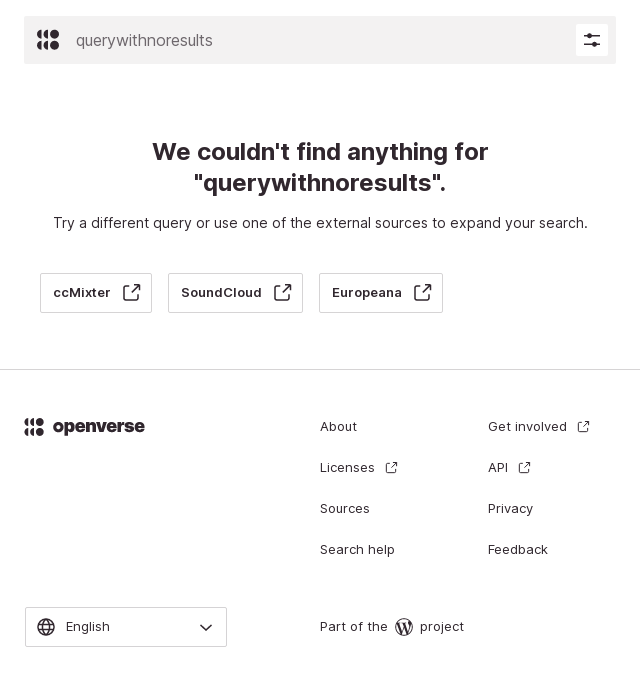 querywithnoresults
We couldn't find anything for
"querywithnoresults".
Try a different query or use one of the external sources to expand your search.
ccMixter
SoundCloud
Europeana
openverse
About
Get involved
Licenses
API
Sources
Privacy
Search help
Feedback
English
Part of the project